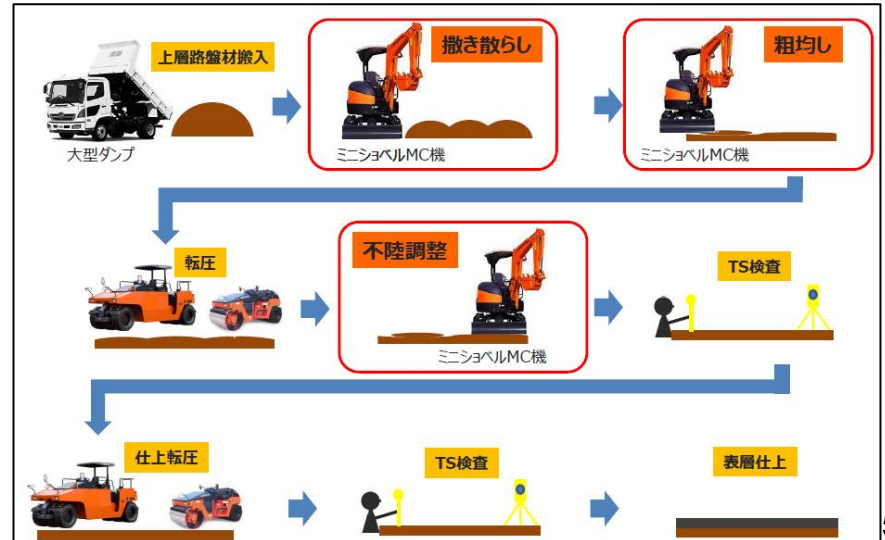 上層路盤材搬入
大型ダンプ
撒き散らし
ミニショベルMC機
粗均し
ミニショベルMC機
転圧
不陸調整
ミニショベルMC機
TS検査
仕上転圧
TS検査
表層仕上